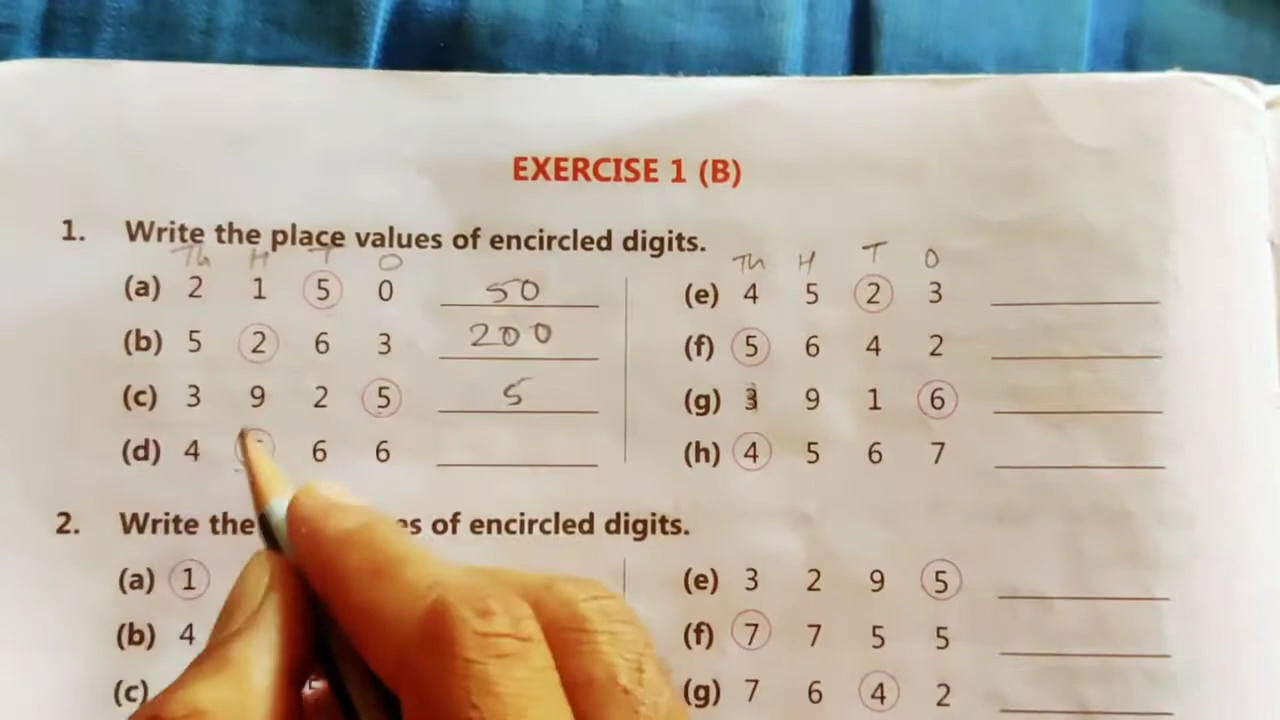 EXERCISE 1 (B)
1. Write the place values of encircled digits.
Th H T O
(a) 2 1 5 0 50
(b) 5 2 6 3 200
(c) 3 9 2 5 5
(d) 4 6 6
Th H T O
(e) 4 5 2 3
(f) 5 6 4 2
(g) 3 9 1 6
(h) 4 5 6 7
2. Write the of encircled digits.
(a) 1
(b) 4
(c)
(e) 3 2 9 5
(f) 7 7 5 5
(g) 7 6 4 2